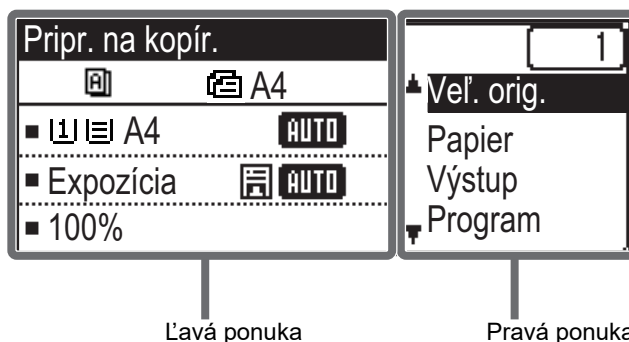 Pripr. na kopír.
A4
1 A4 AUTO
Expozícia AUTO
100%
1
Veľ. orig.
Papier
Výstup
Program
Ľavá ponuka
Pravá ponuka